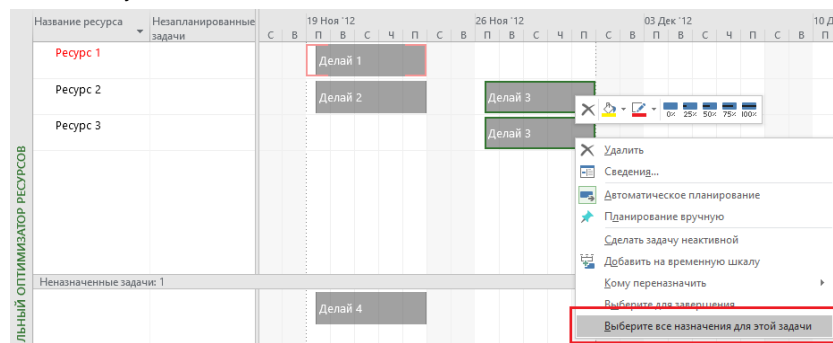 Название ресурса
Незапланированные задачи
19 Ноя '12
26 Ноя '12
03 Дек '12
10 Д
С В П В С Ч П С В П В С Ч П С В П В С Ч П С В П
Ресурс 1
Делай 1
Ресурс 2
Делай 2
Делай 3
0% 25% 50% 75% 100%
Ресурс 3
Делай 3
Удалить
Сведения...
Автоматическое планирование
Планирование вручную
Сделать задачу неактивной
Добавить на временную шкалу
Кому переназначить
Выберите для завершения
Выберите все назначения для этой задачи
Неназначенные задачи: 1
Делай 4
ЛЬНЫЙ ОПТИМИЗАТОР РЕСУРСОВ